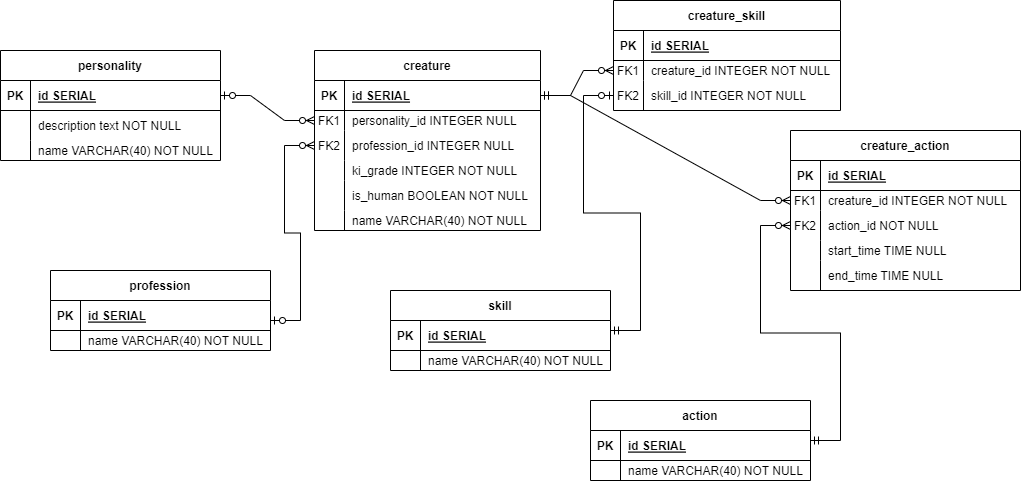 personality
PK id SERIAL
description text NOT NULL
name VARCHAR(40) NOT NULL
creature
PK id SERIAL
FK1 personality_id INTEGER NULL
FK2 profession_id INTEGER NULL
ki_grade INTEGER NOT NULL
is_human BOOLEAN NOT NULL
name VARCHAR(40) NOT NULL
creature_skill
PK id SERIAL
FK1 creature_id INTEGER NOT NULL
FK2 skill_id INTEGER NOT NULL
creature_action
PK id SERIAL
FK1 creature_id INTEGER NOT NULL
FK2 action_id NOT NULL
start_time TIME NULL
end_time TIME NULL
profession
PK id SERIAL
name VARCHAR(40) NOT NULL
skill
PK id SERIAL
name VARCHAR(40) NOT NULL
action
PK id SERIAL
name VARCHAR(40) NOT NULL